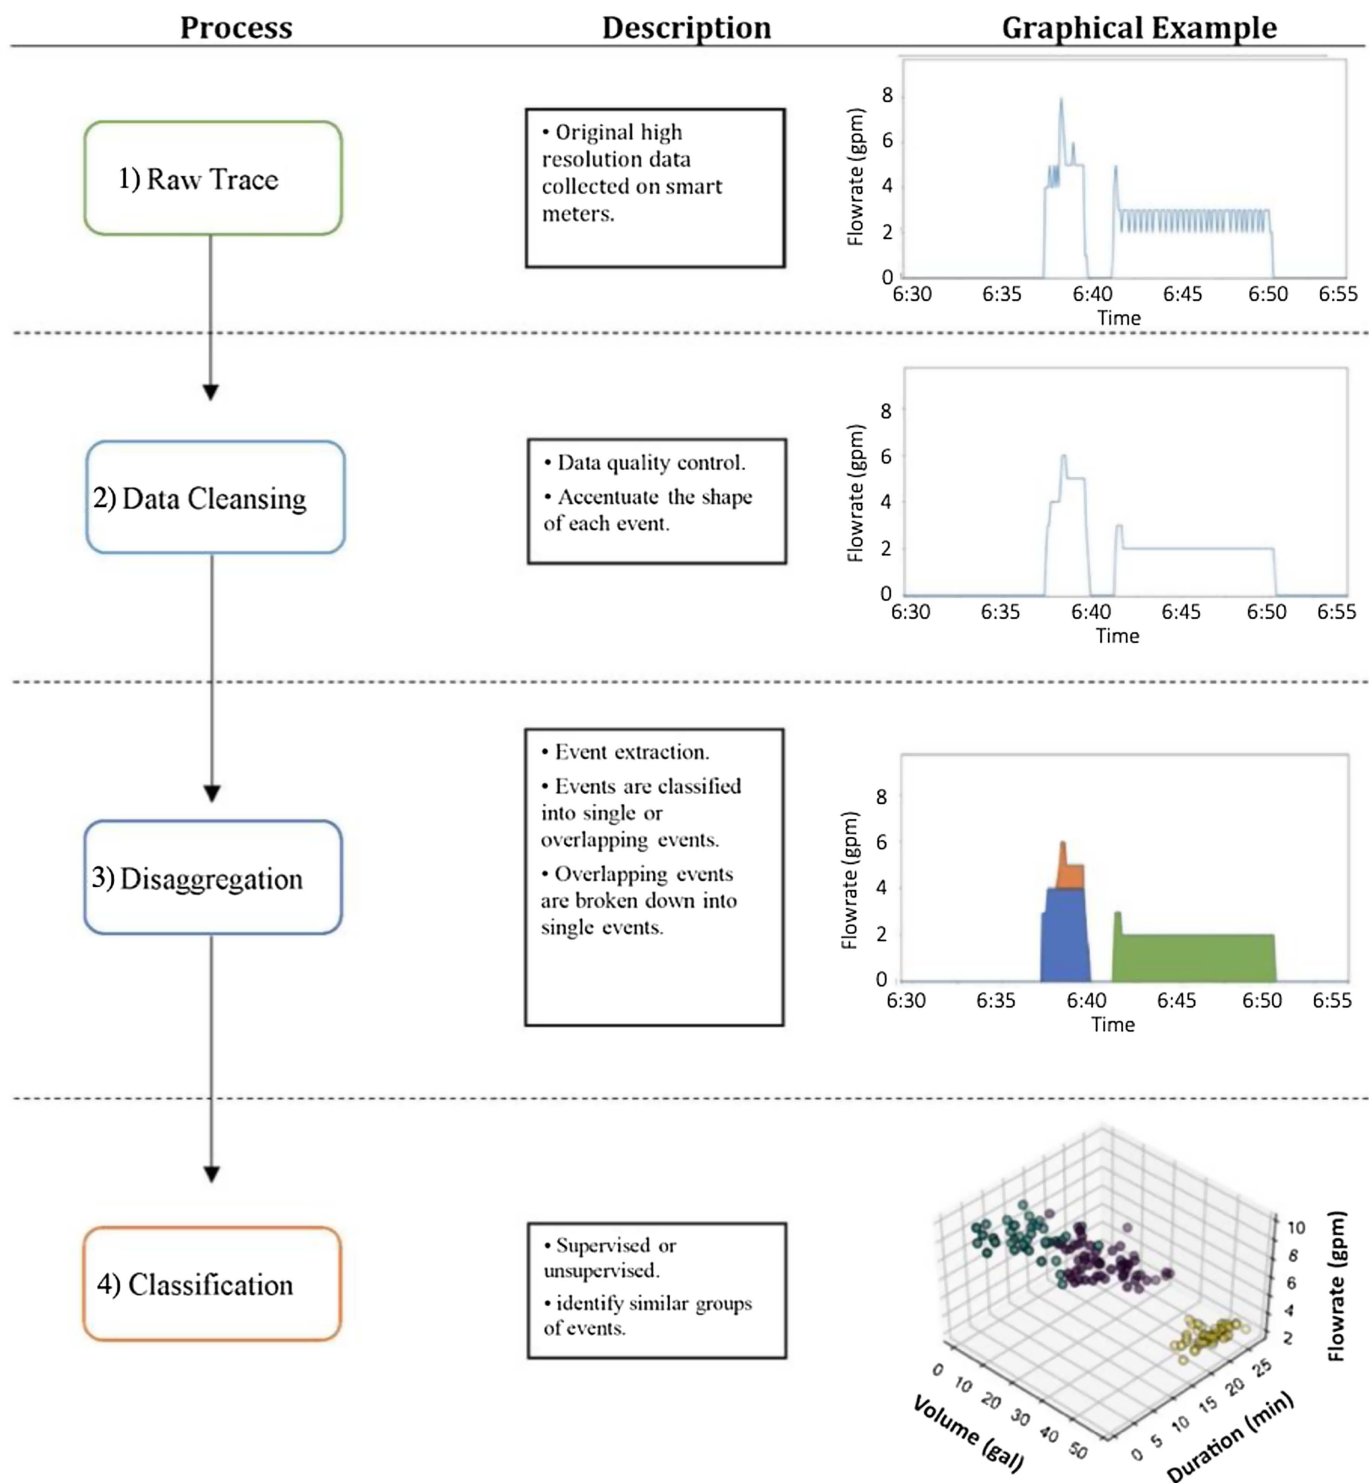 Process
Description
Graphical Example
1) Raw Trace
• Original high
resolution data
collected on smart
meters.
Flowrate (gpm)
8
6
4
2
0
6:30 6:35 6:40 6:45 6:50 6:55
Time
2) Data Cleansing
• Data quality control.
• Accentuate the shape
of each event.
Flowrate (gpm)
8
6
4
2
0
6:30 6:35 6:40 6:45 6:50 6:55
Time
3) Disaggregation
• Event extraction.
• Events are classified
into single or
overlapping events.
• Overlapping events
are broken down into
single events.
Flowrate (gpm)
8
6
4
2
0
6:30 6:35 6:40 6:45 6:50 6:55
Time
4) Classification
• Supervised or
unsupervised.
• identify similar groups
of events.
10
8
6
4
2
Flowrate (gpm)
0 10 20 30 40 50
Volume (gal)
0 5 10 15 20 25
Duration (min)